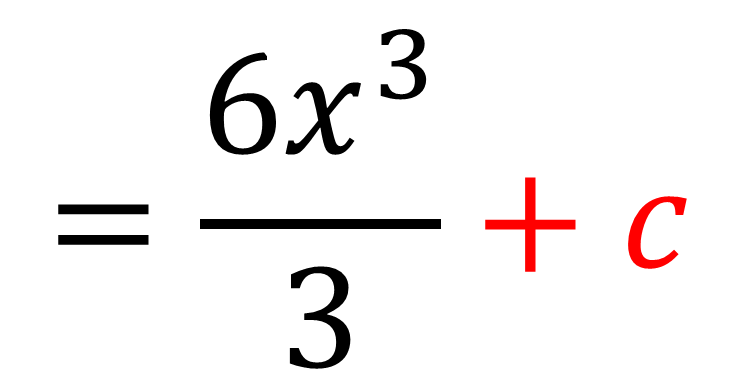 = 6x³/3 + c